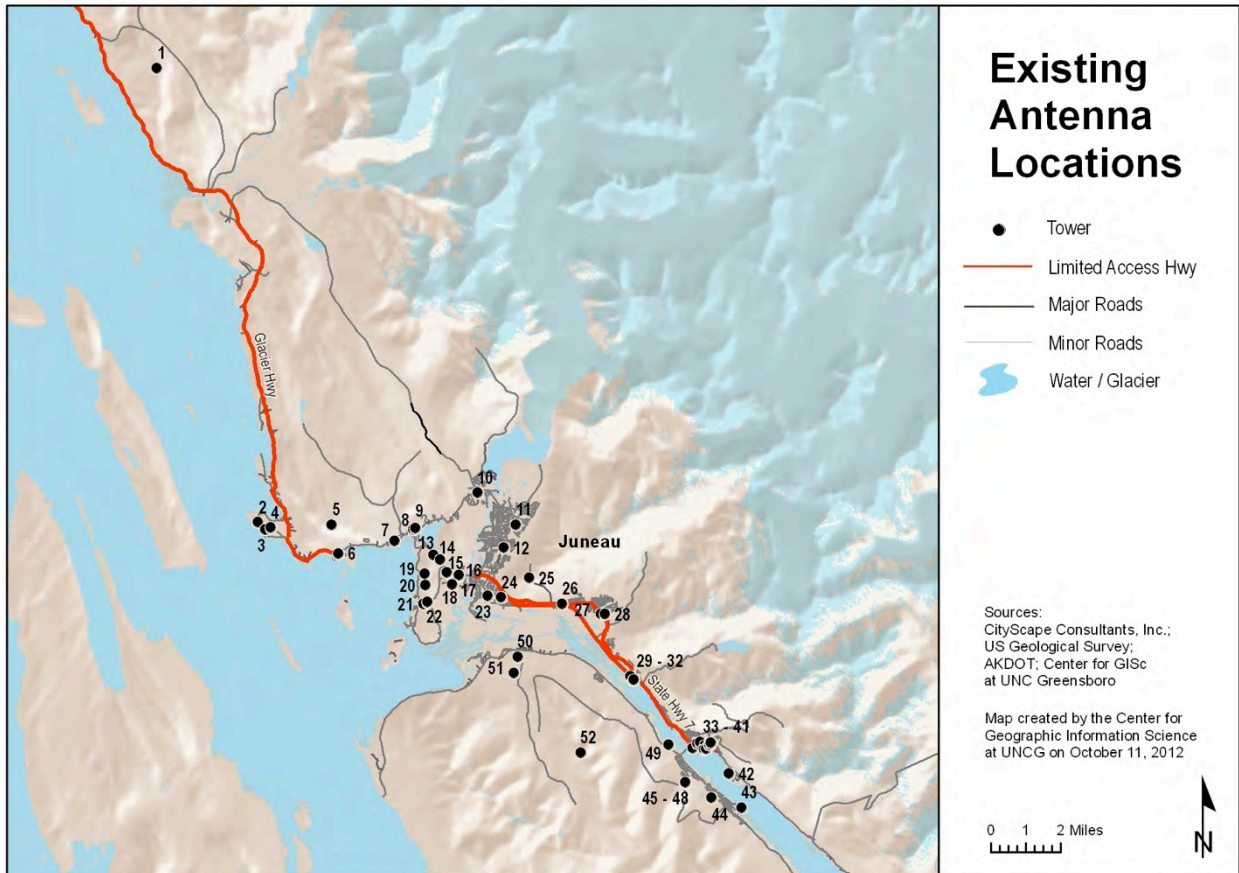 Existing
Antenna
Locations
Tower
Limited Access Hwy
Major Roads
Minor Roads
Water / Glacier
Sources:
CityScape Consultants, Inc.;
US Geological Survey;
AKDOT; Center for GISc
at UNC Greensboro
Map created by the Center for
Geographic Information Science
at UNCG on October 11, 2012
0 1 2 Miles
N
1
Glacier Hwy
2
3
4
5
6
7
8
9
10
11
12
Juneau
13
14
15
16
17
18
19
20
21
22
23
24
25
26
27
28
29 - 32
State Hwy 7
33 - 41
42
43
44
45 - 48
49
50
51
52